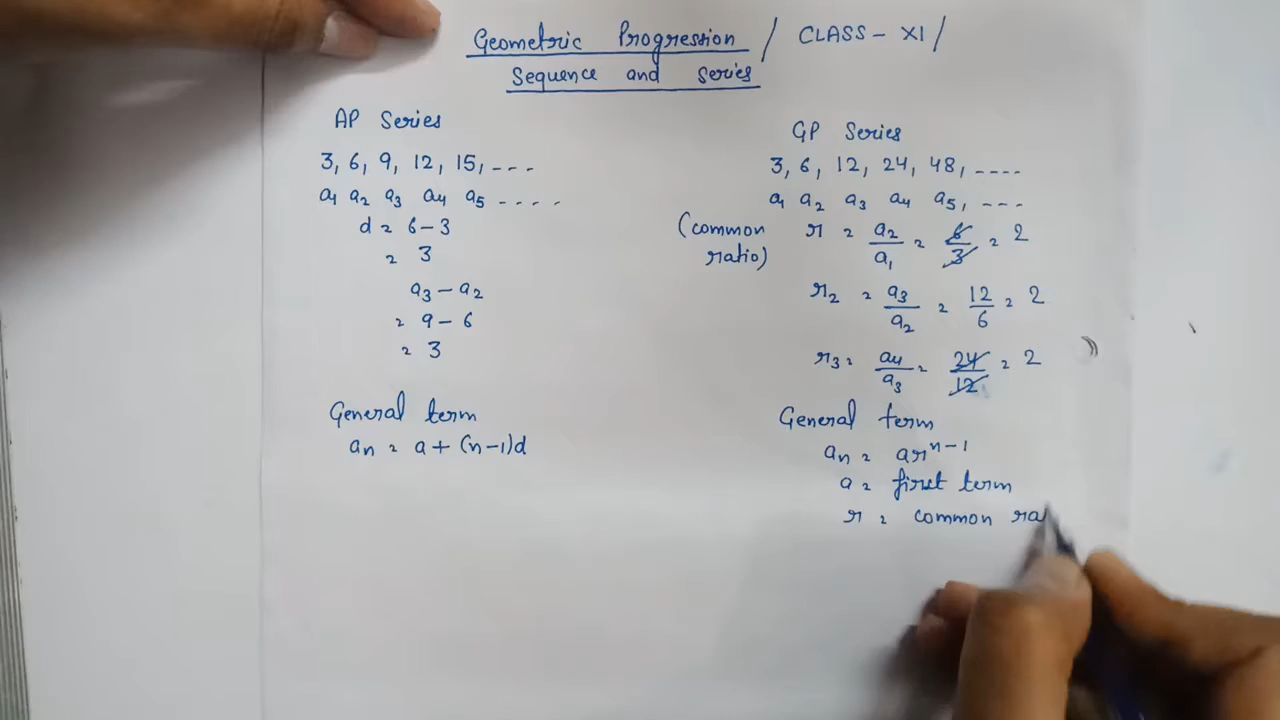 Geometric Progression / CLASS - XI /
Sequence and Series
AP Series
3, 6, 9, 12, 15, ---
a1 a2 a3 a4 a5 ----
d = 6-3
= 3
a3 - a2
= 9 - 6
= 3
General term
an = a + (n-1)d
GP Series
3, 6, 12, 24, 48, ----
a1 a2 a3 a4 a5, ---
(common ratio) r = a2/a1 = 6/3 = 2
r2 = a3/a2 = 12/6 = 2
r3 = a4/a3 = 24/12 = 2
General term
an = ar^n-1
a = first term
r = common ra